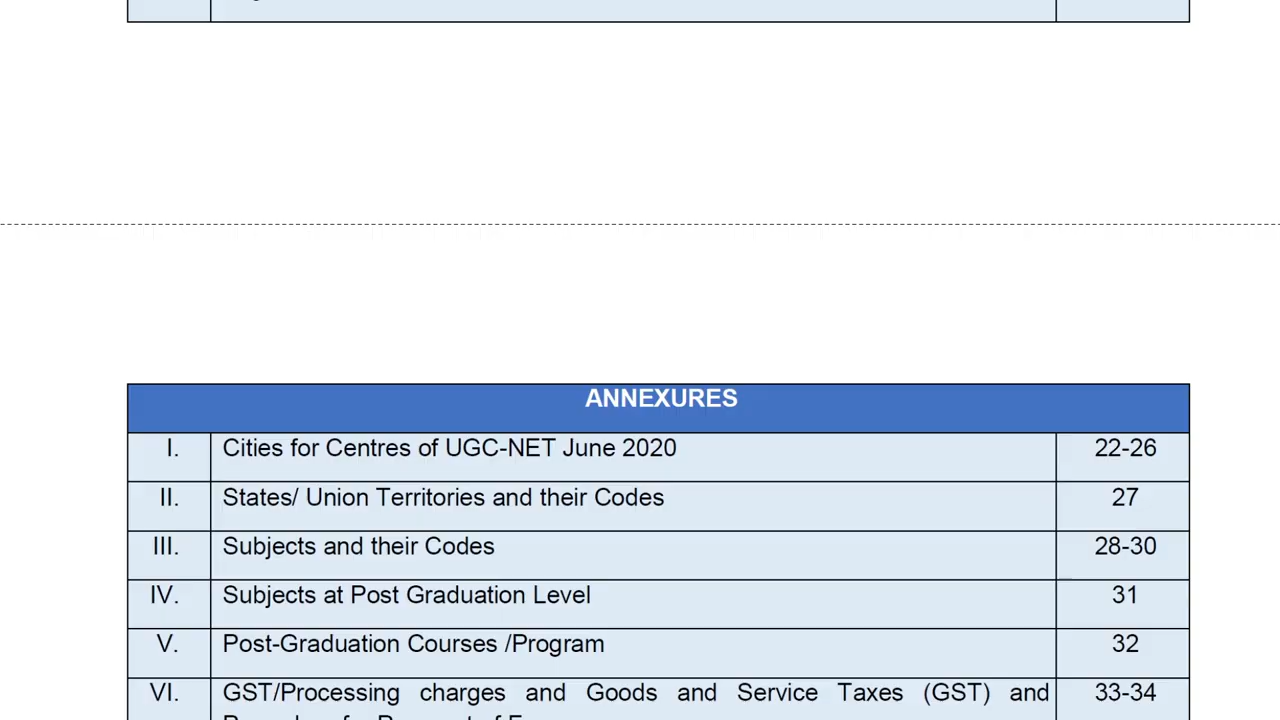 ANNEXURES
I. Cities for Centres of UGC-NET June 2020 22-26
II. States/ Union Territories and their Codes 27
III. Subjects and their Codes 28-30
IV. Subjects at Post Graduation Level 31
V. Post-Graduation Courses /Program 32
VI. GST/Processing charges and Goods and Service Taxes (GST) and 33-34